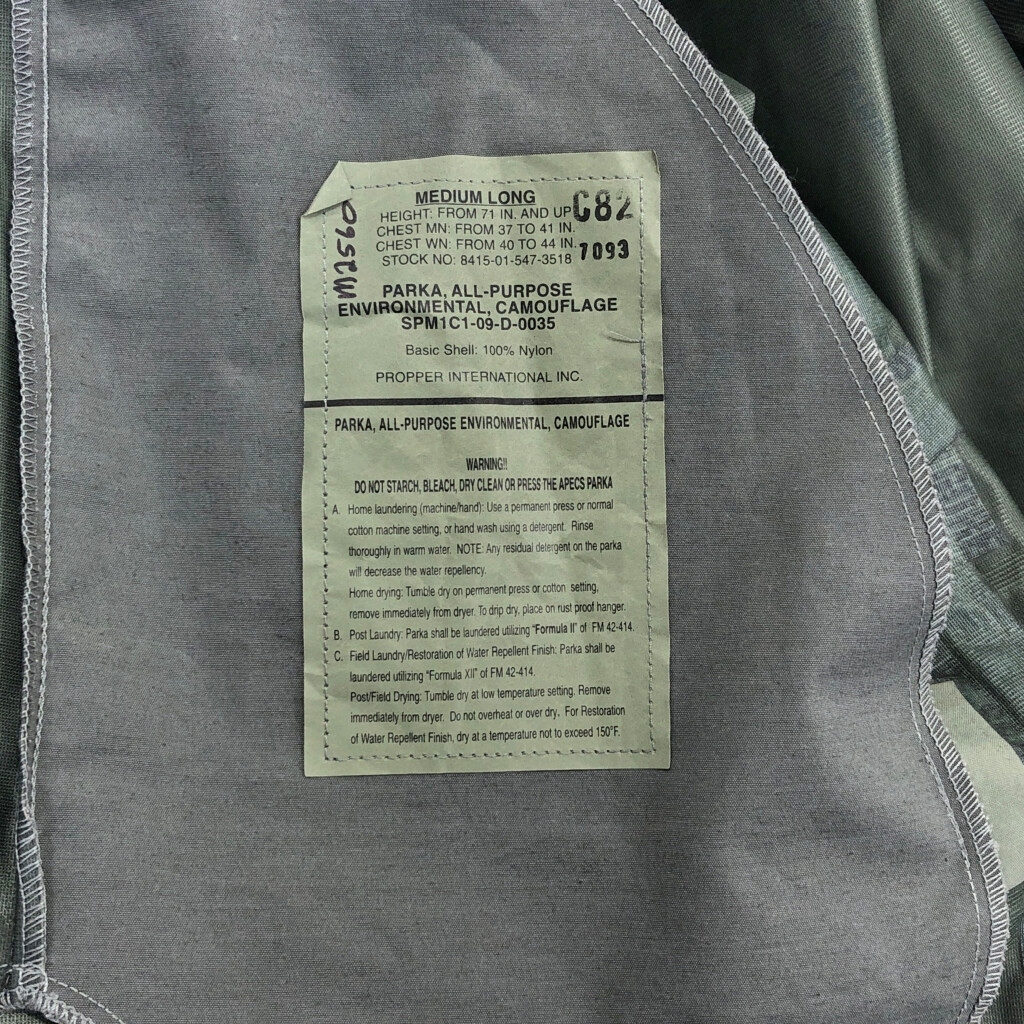 MEDIUM LONG
HEIGHT: FROM 71 IN. AND UP
C82
CHEST MN: FROM 37 TO 41 IN.
CHEST WN: FROM 40 TO 44 IN.
STOCK NO: 8415-01-547-3518
7093
M2560
PARKA, ALL-PURPOSE
ENVIRONMENTAL, CAMOUFLAGE
SPM1C1-09-D-0035
Basic Shell: 100% Nylon
PROPPER INTERNATIONAL INC.
PARKA, ALL-PURPOSE ENVIRONMENTAL, CAMOUFLAGE
WARNING!!
DO NOT STARCH, BLEACH, DRY CLEAN OR PRESS THE APECS PARKA
A. Home laundering (machine/hand): Use a permanent press or normal
cotton machine setting, or hand wash using a detergent. Rinse
thoroughly in warm water. NOTE: Any residual detergent on the parka
will decrease the water repellency.
Home drying: Tumble dry on permanent press or cotton setting,
remove immediately from dryer. To drip dry, place on rust proof hanger.
B. Post Laundry: Parka shall be laundered utilizing "Formula II" of FM 42-414.
C. Field Laundry/Restoration of Water Repellent Finish: Parka shall be
laundered utilizing "Formula XII" of FM 42-414.
Post/Field Drying: Tumble dry at low temperature setting. Remove
immediately from dryer. Do not overheat or over dry. For Restoration
of Water Repellent Finish, dry at a temperature not to exceed 150°F.